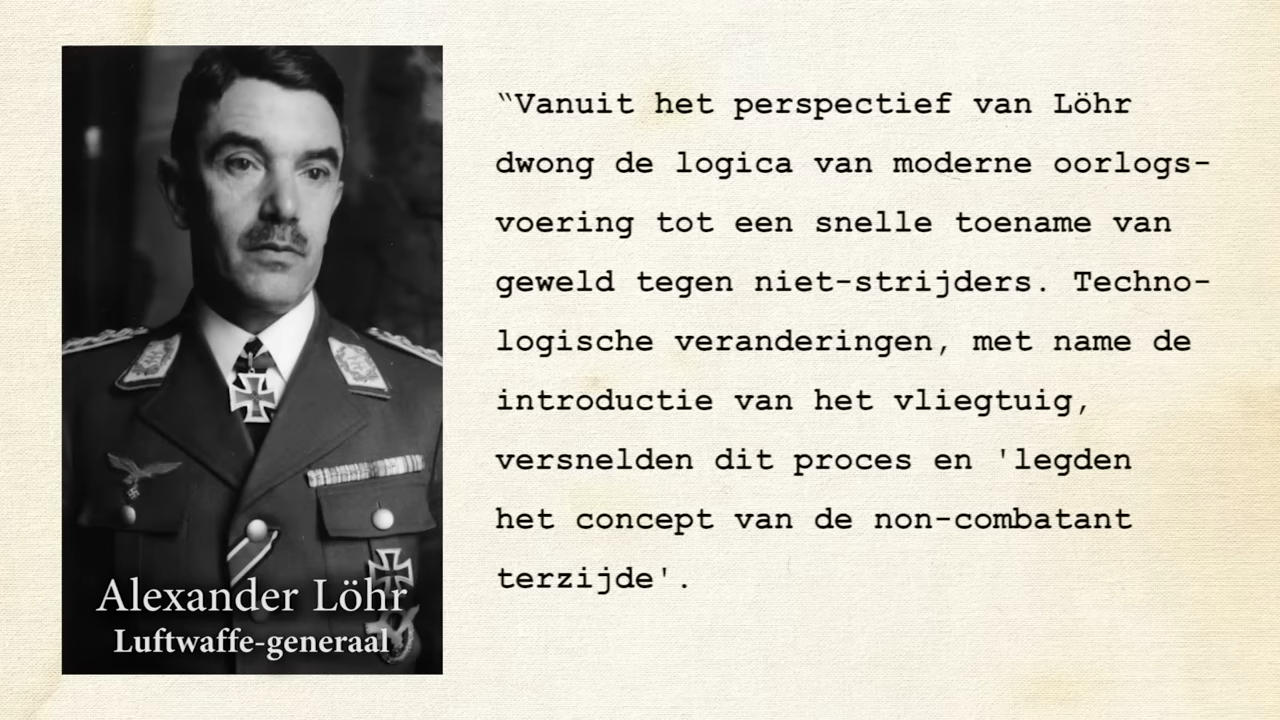 “Vanuit het perspectief van Löhr
dwong de logica van moderne oorlogs-
voering tot een snelle toename van
geweld tegen niet-strijders. Techno-
logische veranderingen, met name de
introductie van het vliegtuig,
versnelden dit proces en 'legden
het concept van de non-combatant
terzijde'.
Alexander Löhr
Luftwaffe-generaal